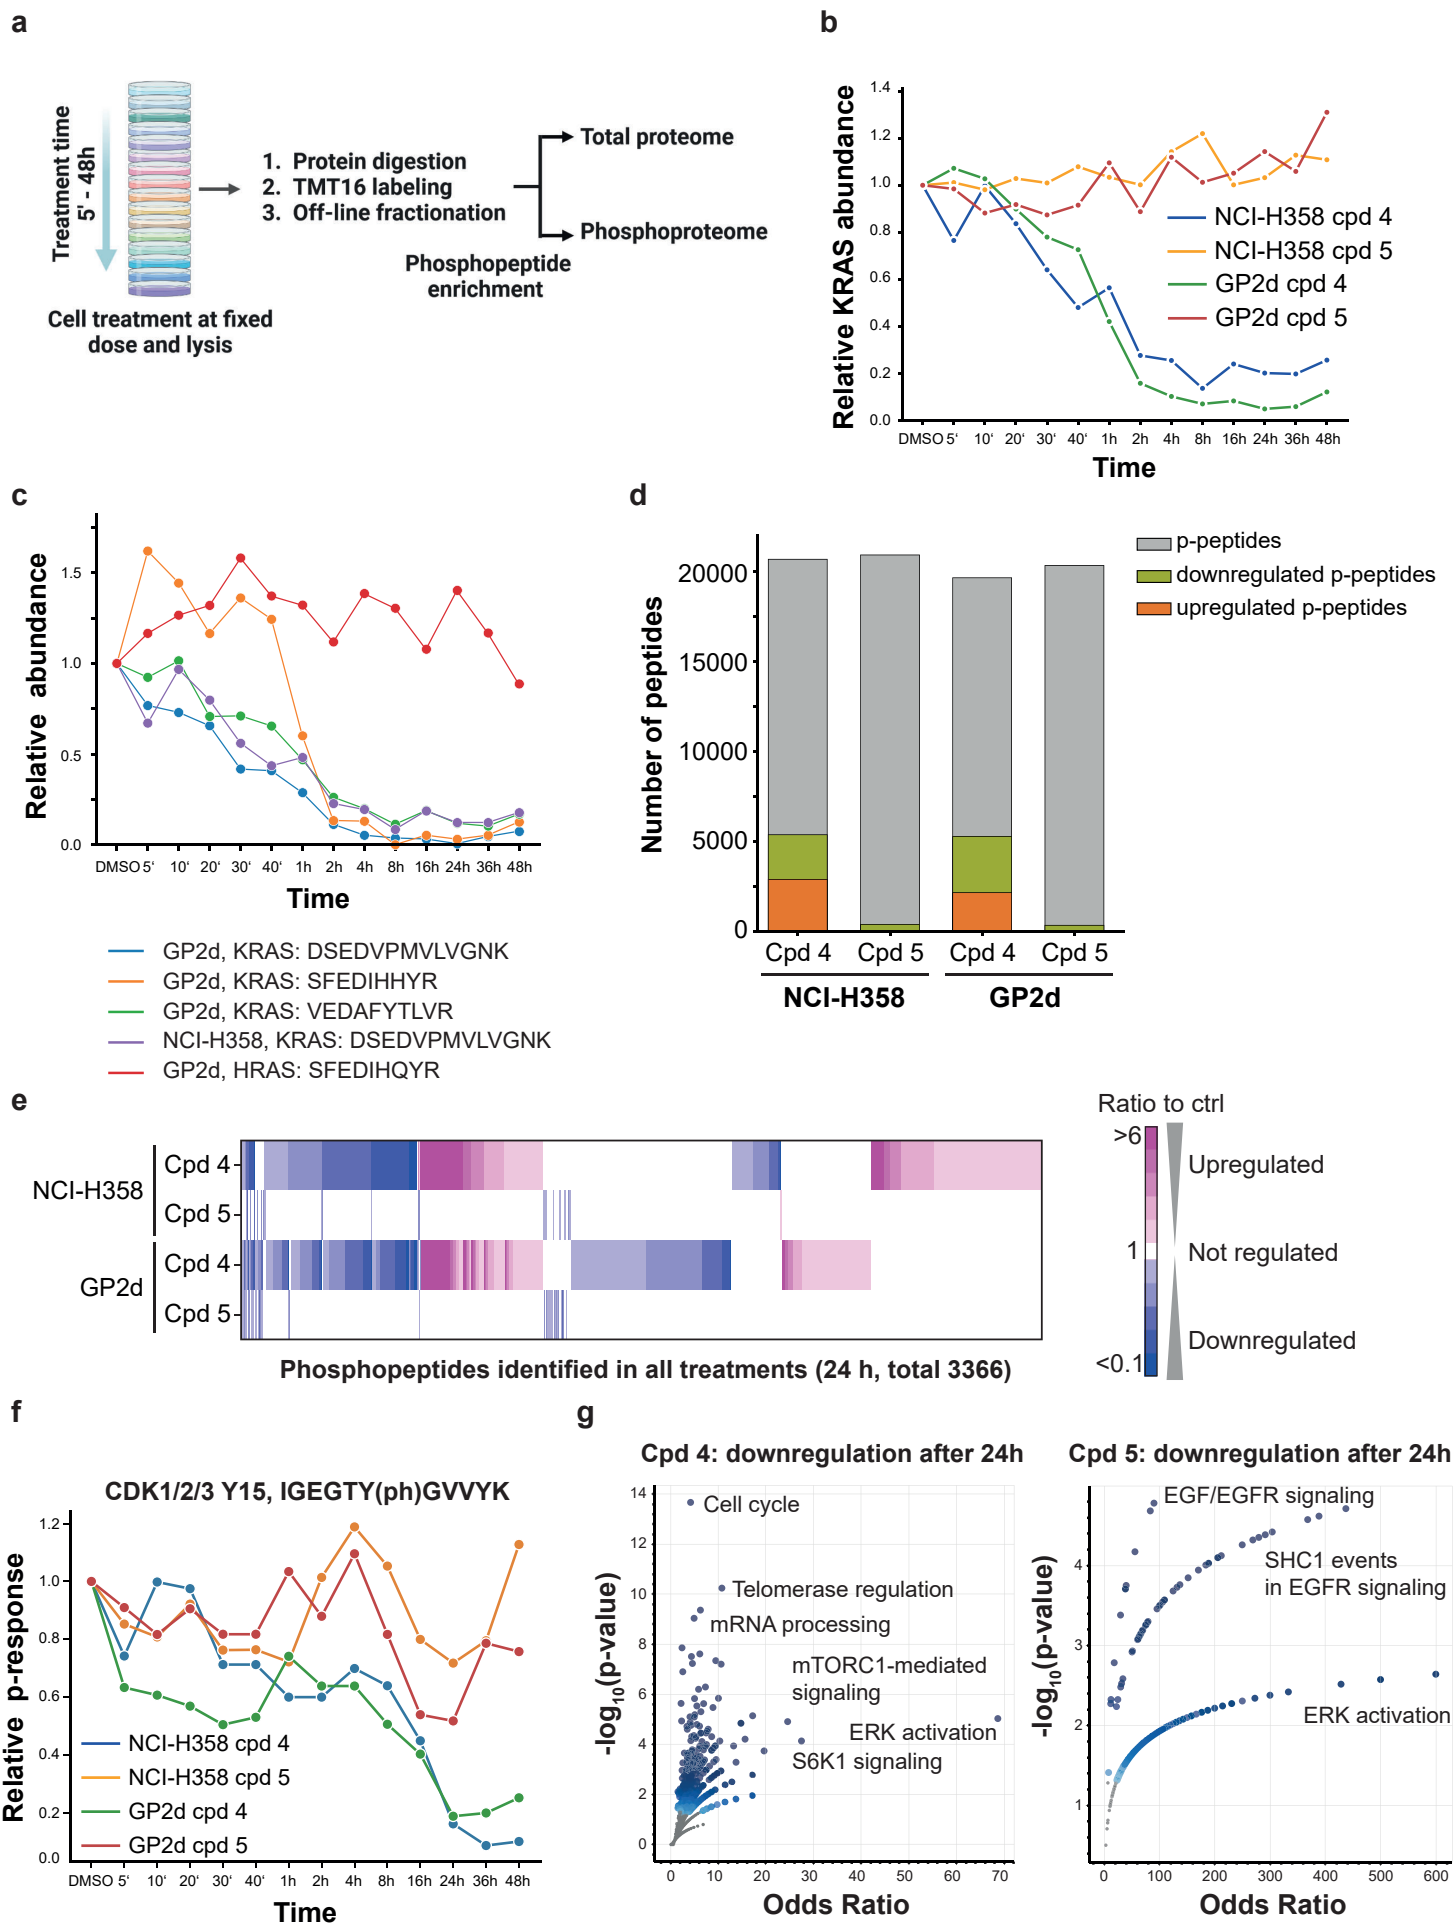 a
Treatment time
5' - 48h
Cell treatment at fixed
dose and lysis
1. Protein digestion
2. TMT16 labeling
3. Off-line fractionation
Phosphopeptide
enrichment
Total proteome
Phosphoproteome
b
Relative KRAS abundance
1.4
1.2
1.0
0.8
0.6
0.4
0.2
0.0
NCI-H358 cpd 4
NCI-H358 cpd 5
GP2d cpd 4
GP2d cpd 5
DMSO 5' 10' 20' 30' 40' 1h 2h 4h 8h 16h 24h 36h 48h
Time
c
Relative abundance
1.5
1.0
0.5
0.0
DMSO 5' 10' 20' 30' 40' 1h 2h 4h 8h 16h 24h 36h 48h
Time
GP2d, KRAS: DSEDVPMVLVGNK
GP2d, KRAS: SFEDIHHYR
GP2d, KRAS: VEDAFYTLVR
NCI-H358, KRAS: DSEDVPMVLVGNK
GP2d, HRAS: SFEDIHQYR
d
Number of peptides
20000
15000
10000
5000
0
p-peptides
downregulated p-peptides
upregulated p-peptides
Cpd 4 Cpd 5 Cpd 4 Cpd 5
NCI-H358 GP2d
e
NCI-H358
Cpd 4
Cpd 5
GP2d
Cpd 4
Cpd 5
Phosphopeptides identified in all treatments (24 h, total 3366)
Ratio to ctrl
>6
Upregulated
1
Not regulated
Downregulated
<0.1
f
CDK1/2/3 Y15, IGEGTY(ph)GVVYK
Relative p-response
1.2
1.0
0.8
0.6
0.4
0.2
0.0
NCI-H358 cpd 4
NCI-H358 cpd 5
GP2d cpd 4
GP2d cpd 5
DMSO 5' 10' 20' 30' 40' 1h 2h 4h 8h 16h 24h 36h 48h
Time
g
Cpd 4: downregulation after 24h
-log10(p-value)
14
12
10
8
6
4
2
0
Cell cycle
Telomerase regulation
mRNA processing
mTORC1-mediated
signaling
ERK activation
S6K1 signaling
0 10 20 30 40 50 60 70
Odds Ratio
Cpd 5: downregulation after 24h
-log10(p-value)
4
3
2
1
EGF/EGFR signaling
SHC1 events
in EGFR signaling
ERK activation
0 100 200 300 400 500 600
Odds Ratio